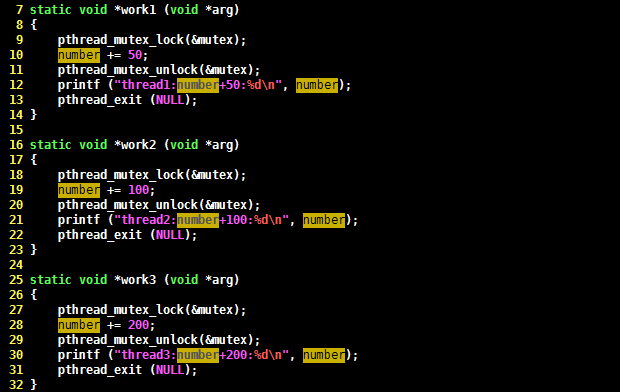 7 static void *work1 (void *arg)
8 {
9     pthread_mutex_lock(&mutex);
10     number += 50;
11     pthread_mutex_unlock(&mutex);
12     printf ("thread1:number+50:%d\n", number);
13     pthread_exit (NULL);
14 }
15
16 static void *work2 (void *arg)
17 {
18     pthread_mutex_lock(&mutex);
19     number += 100;
20     pthread_mutex_unlock(&mutex);
21     printf ("thread2:number+100:%d\n", number);
22     pthread_exit (NULL);
23 }
24
25 static void *work3 (void *arg)
26 {
27     pthread_mutex_lock(&mutex);
28     number += 200;
29     pthread_mutex_unlock(&mutex);
30     printf ("thread3:number+200:%d\n", number);
31     pthread_exit (NULL);
32 }